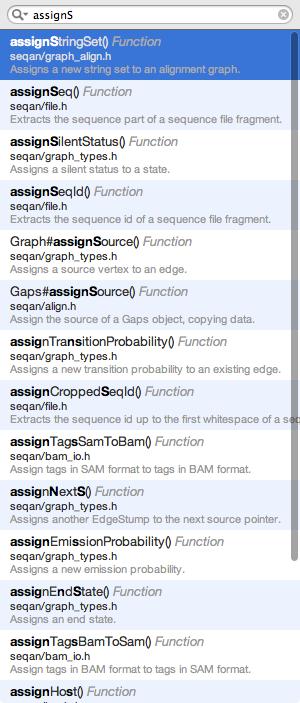 assignS
assignStringSet() Function
seqan/graph_align.h
Assigns a new string set to an alignment graph.
assignSeq() Function
seqan/file.h
Extracts the sequence part of a sequence file fragment.
assignSilentStatus() Function
seqan/graph_types.h
Assigns a silent status to a state.
assignSeqId() Function
seqan/file.h
Extracts the sequence id of a sequence file fragment.
Graph#assignSource() Function
seqan/graph_types.h
Assigns a source vertex to an edge.
Gaps#assignSource() Function
seqan/align.h
Assign the source of a Gaps object, copying data.
assignTransitionProbability() Function
seqan/graph_types.h
Assigns a new transition probability to an existing edge.
assignCroppedSeqId() Function
seqan/file.h
Extracts the sequence id up to the first whitespace of a seq
assignTagsSamToBam() Function
seqan/bam_io.h
Assign tags in SAM format to tags in BAM format.
assignNextS() Function
seqan/graph_types.h
Assigns another EdgeStump to the next source pointer.
assignEmissionProbability() Function
seqan/graph_types.h
Assigns a new emission probability.
assignEndState() Function
seqan/graph_types.h
Assigns an end state.
assignTagsBamToSam() Function
seqan/bam_io.h
Assign tags in BAM format to tags in SAM format.
assignHost() Function